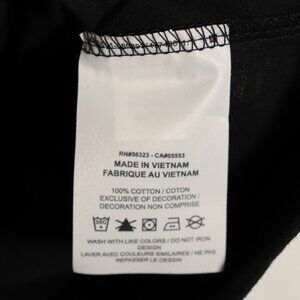 RN#56323 - CA#05553
MADE IN VIETNAM
FABRIQUE AU VIETNAM
100% COTTON / COTON
EXCLUSIVE OF DECORATION /
DECORATION NON COMPRISE
WASH WITH LIKE COLORS / DO NOT IRON
DESIGN
LAVER AVEC COULEURS SIMILAIRES / NE PAS
REPASSER LE DESSIN